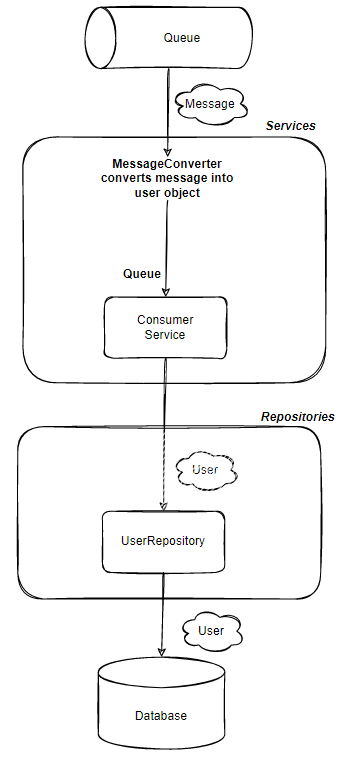 Queue
Message
Services
MessageConverter
converts message into
user object
Queue
Consumer
Service
Repositories
User
UserRepository
User
Database